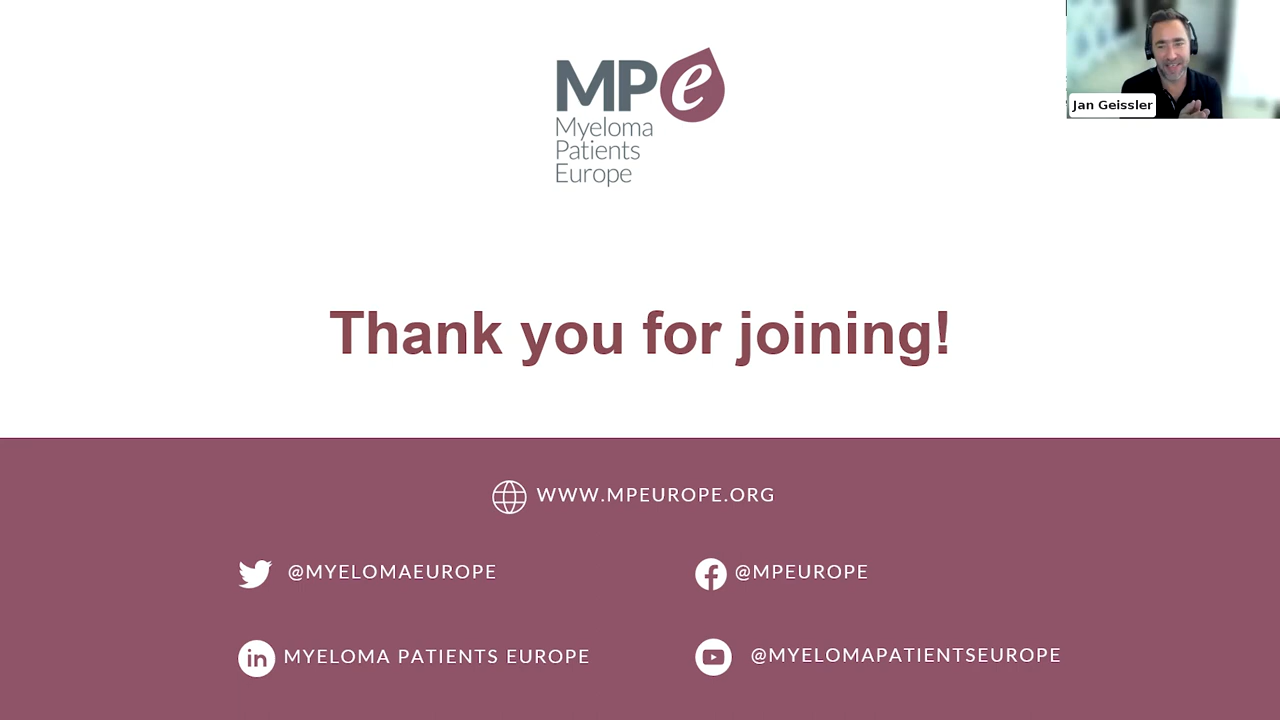 MPe
Myeloma
Patients
Europe
Jan Geissler
Thank you for joining!
WWW.MPEUROPE.ORG
@MYELOMAEUROPE
@MPEUROPE
in MYELOMA PATIENTS EUROPE
@MYELOMAPATIENTSEUROPE